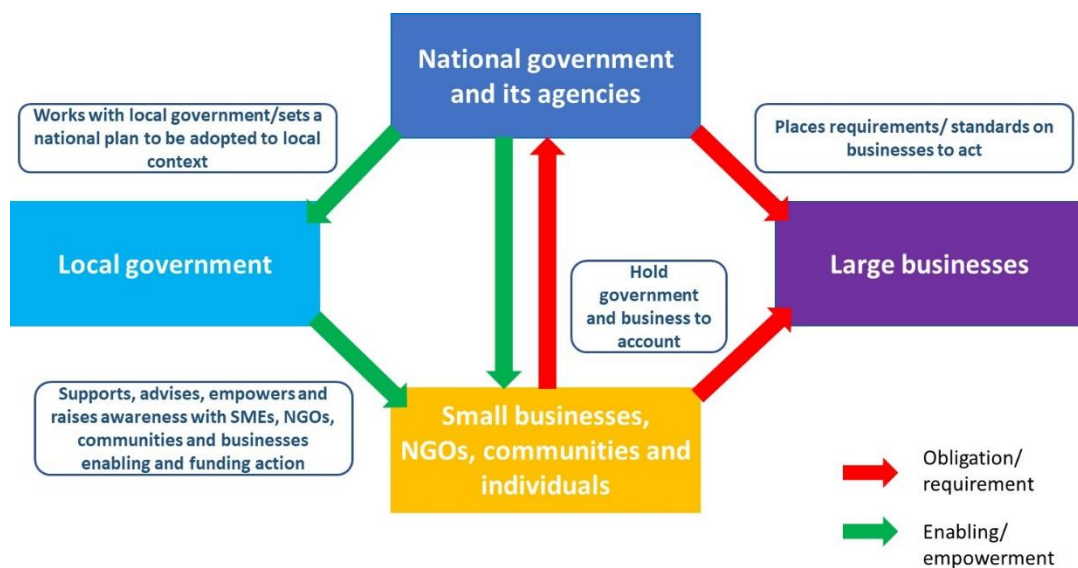 National government
and its agencies
Works with local government/sets a
national plan to be adopted to local
context
Places requirements/ standards on
businesses to act
Local government
Large businesses
Hold
government
and business to
account
Supports, advises, empowers and
raises awareness with SMEs, NGOs,
communities and businesses
enabling and funding action
Small businesses,
NGOs, communities and
individuals
Obligation/
requirement
Enabling/
empowerment